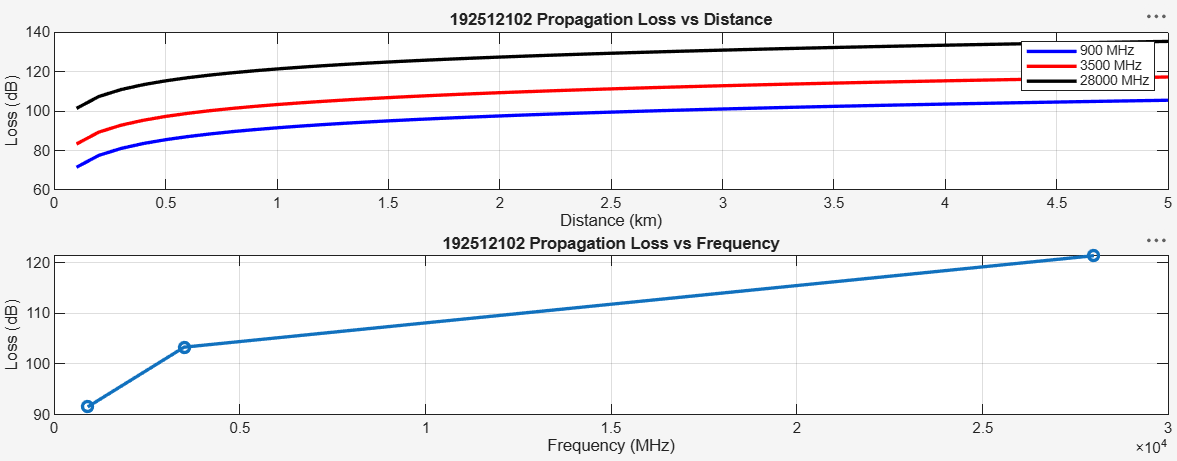 192512102 Propagation Loss vs Distance
Loss (dB)
140
120
100
80
60
900 MHz
3500 MHz
28000 MHz
0 0.5 1 1.5 2 2.5 3 3.5 4 4.5 5
Distance (km)
192512102 Propagation Loss vs Frequency
Loss (dB)
120
110
100
90
0 0.5 1 1.5 2 2.5 3
Frequency (MHz)
×10⁴